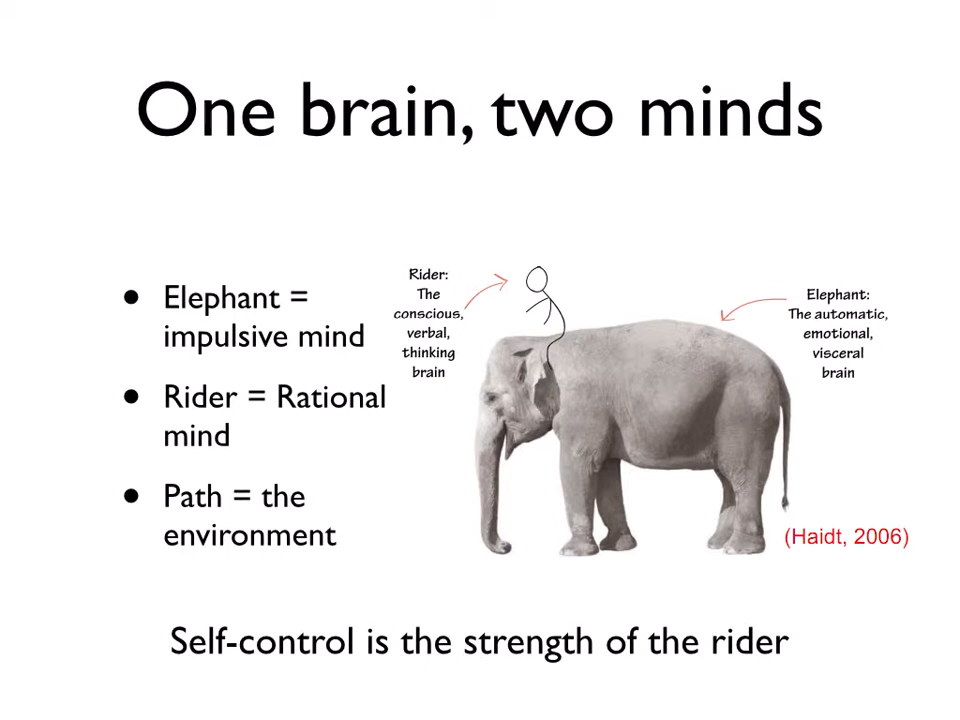 One brain, two minds
• Elephant =
impulsive mind
• Rider = Rational
mind
• Path = the
environment
Rider:
The
conscious,
verbal,
thinking
brain
Elephant:
The automatic,
emotional,
visceral
brain
(Haidt, 2006)
Self-control is the strength of the rider